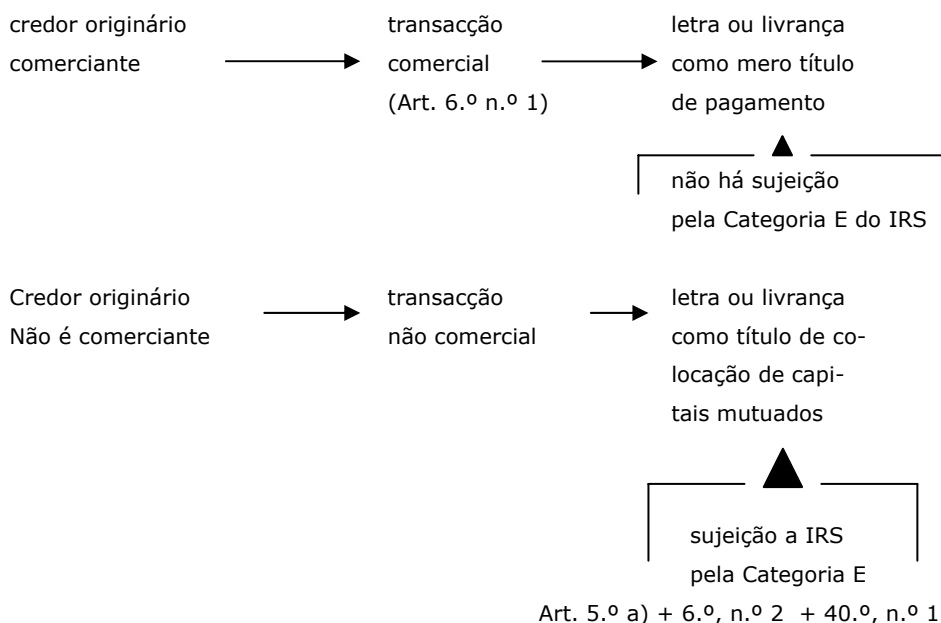 credor originário
comerciante
transacção
comercial
(Art. 6.º n.º 1)
letra ou livrança
como mero título
de pagamento
não há sujeição
pela Categoria E do IRS
Credor originário
Não é comerciante
transacção
não comercial
letra ou livrança
como título de co-
locação de capi-
tais mutuados
sujeição a IRS
pela Categoria E
Art. 5.º a) + 6.º, n.º 2 + 40.º, n.º 1